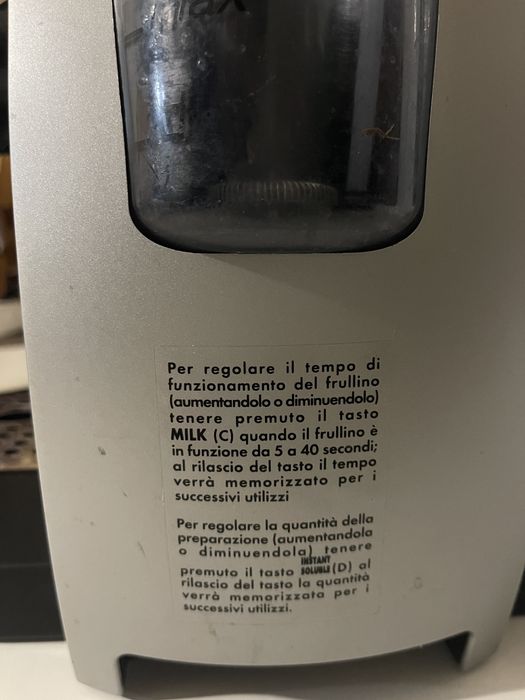 max
Per regolare il tempo di
funzionamento del frullino
(aumentandolo o diminuendolo)
tenere premuto il tasto
MILK (C) quando il frullino è
in funzione da 5 a 40 secondi;
al rilascio del tasto il tempo
verrà memorizzato per i
successivi utilizzi
Per regolare la quantità della
preparazione (aumentandola
o diminuendola) tenere
premuto il tasto INSTANT SOLUBLE (D) al
rilascio del tasto la quantità
verrà memorizzata per i
successivi utilizzi.